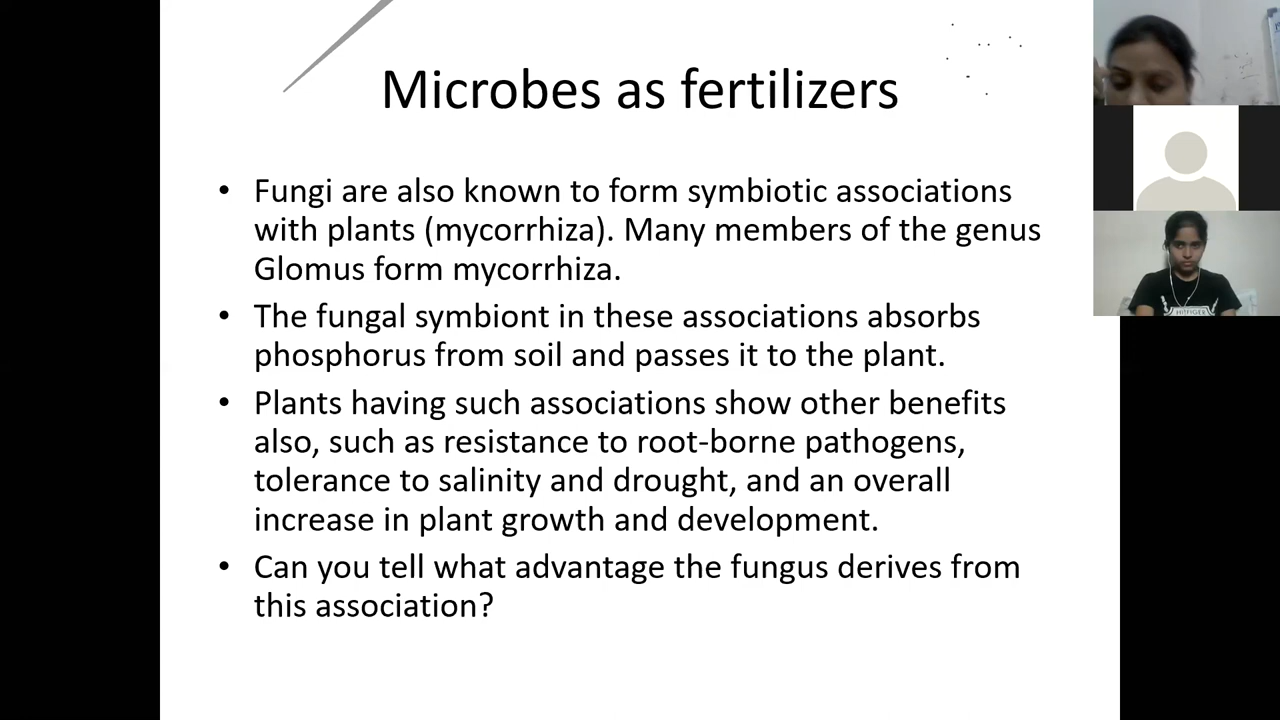 Microbes as fertilizers
• Fungi are also known to form symbiotic associations
with plants (mycorrhiza). Many members of the genus
Glomus form mycorrhiza.
• The fungal symbiont in these associations absorbs
phosphorus from soil and passes it to the plant.
• Plants having such associations show other benefits
also, such as resistance to root-borne pathogens,
tolerance to salinity and drought, and an overall
increase in plant growth and development.
• Can you tell what advantage the fungus derives from
this association?